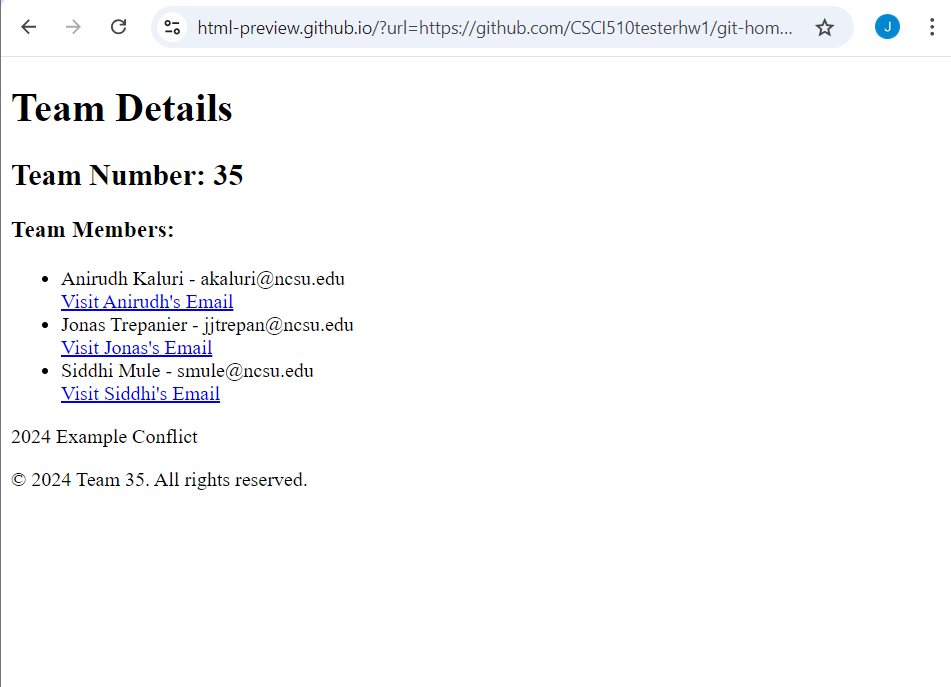 html-preview.github.io/?url=https://github.com/CSCI510testerhw1/git-hom...
J
Team Details
Team Number: 35
Team Members:
• Anirudh Kaluri - akaluri@ncsu.edu
Visit Anirudh's Email
• Jonas Trepanier - jjtrepan@ncsu.edu
Visit Jonas's Email
• Siddhi Mule - smule@ncsu.edu
Visit Siddhi's Email
2024 Example Conflict
© 2024 Team 35. All rights reserved.